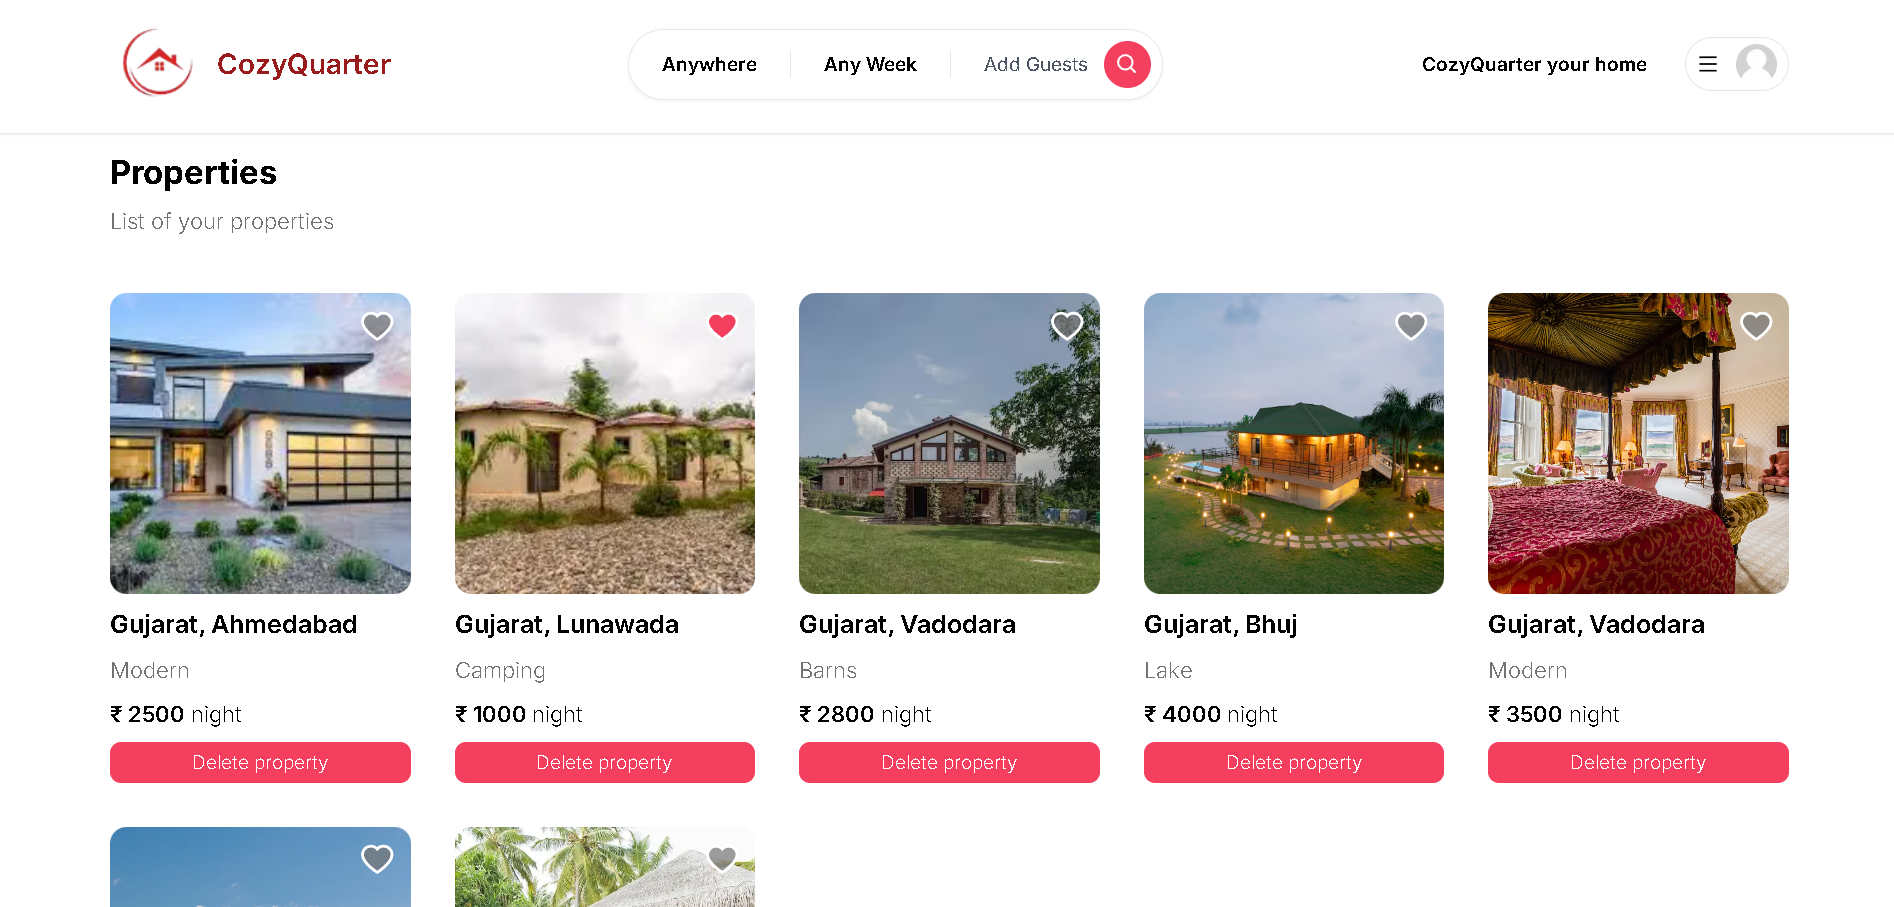 CozyQuarter
Anywhere
Any Week
Add Guests
CozyQuarter your home
Properties
List of your properties
Gujarat, Ahmedabad
Modern
₹ 2500 night
Delete property
Gujarat, Lunawada
Camping
₹ 1000 night
Delete property
Gujarat, Vadodara
Barns
₹ 2800 night
Delete property
Gujarat, Bhuj
Lake
₹ 4000 night
Delete property
Gujarat, Vadodara
Modern
₹ 3500 night
Delete property